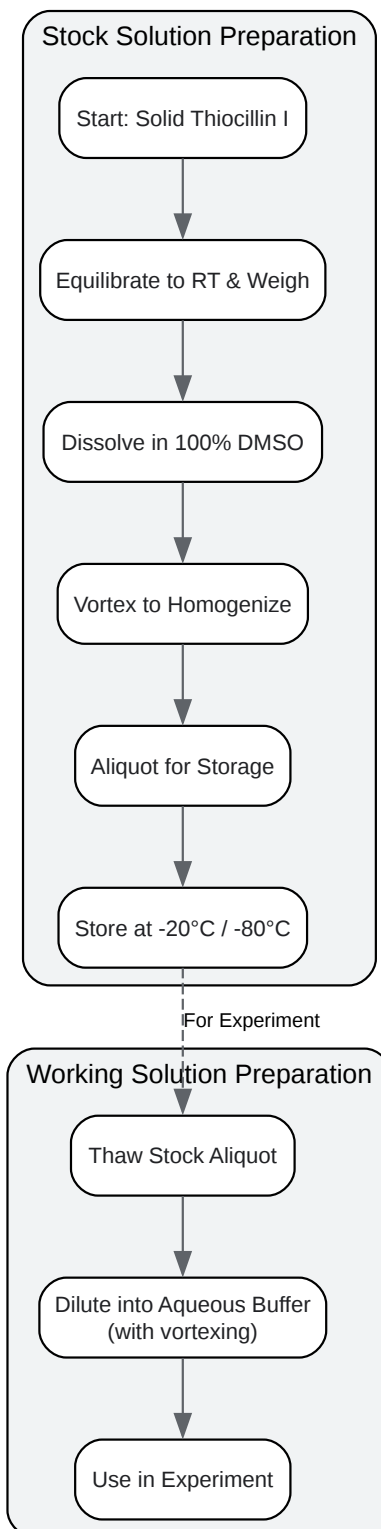 Stock Solution Preparation
Start: Solid Thiocillin I
Equilibrate to RT & Weigh
Dissolve in 100% DMSO
Vortex to Homogenize
Aliquot for Storage
Store at -20°C / -80°C
For Experiment
Working Solution Preparation
Thaw Stock Aliquot
Dilute into Aqueous Buffer
(with vortexing)
Use in Experiment